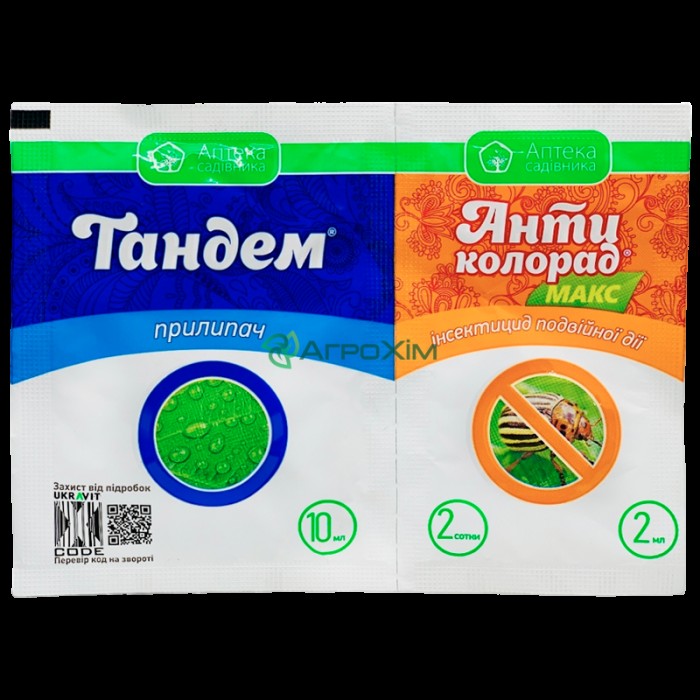 Аптека
садівника
Тандем®
прилипач
Захист від підробок
UKRAVIT
CODE
Перевір код на звороті
10 мл
Аптека
садівника
Анти
колорад®
МАКС
інсектицид подвійної дії
2 сотки
2 мл
АгроХім